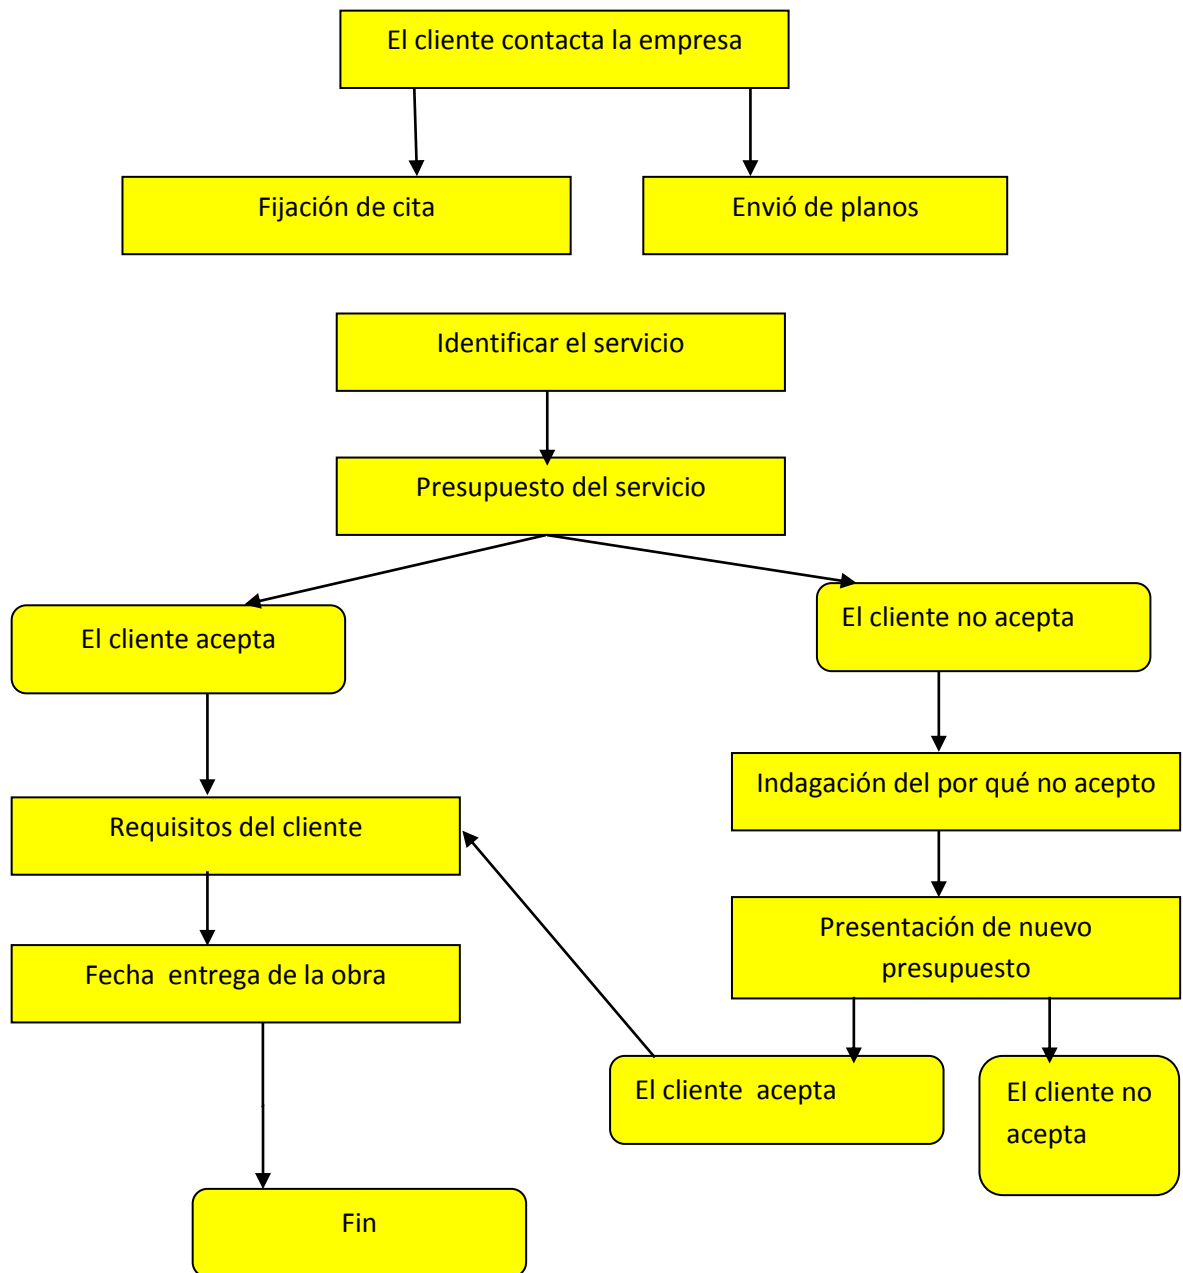 El cliente contacta la empresa
Fijación de cita
Envió de planos
Identificar el servicio
Presupuesto del servicio
El cliente acepta
El cliente no acepta
Indagación del por qué no acepto
Requisitos del cliente
Presentación de nuevo
presupuesto
Fecha  entrega de la obra
El cliente  acepta
El cliente no
acepta
Fin